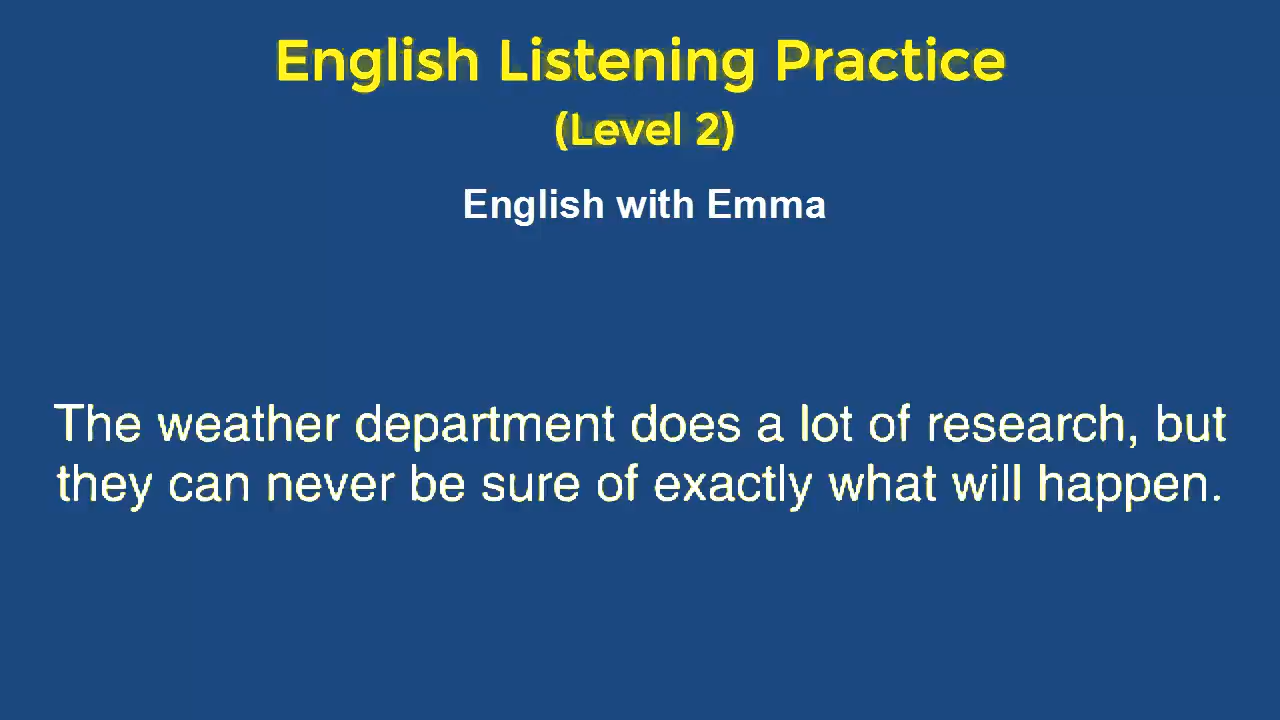 English Listening Practice
(Level 2)
English with Emma
The weather department does a lot of research, but
they can never be sure of exactly what will happen.